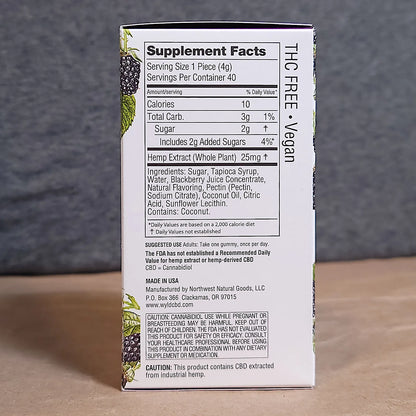 Supplement Facts
Serving Size 1 Piece (4g)
Servings Per Container 40
Amount/serving % Daily Value*
Calories 10
Total Carb. 3g 1%
Sugar 2g †
Includes 2g Added Sugars 4%*
Hemp Extract (Whole Plant) 25mg †
Ingredients: Sugar, Tapioca Syrup,
Water, Blackberry Juice Concentrate,
Natural Flavoring, Pectin (Pectin,
Sodium Citrate), Coconut Oil, Citric
Acid, Sunflower Lecithin.
Contains: Coconut.
*Daily Values are based on a 2,000 calorie diet
† Daily Values not established
SUGGESTED USE Adults: Take one gummy, once per day.
The FDA has not established a Recommended Daily
Value for hemp extract or hemp-derived CBD
CBD = Cannabidiol
MADE IN USA
Manufactured by Northwest Natural Goods, LLC
P.O. Box 366 Clackamas, OR 97015
www.wyldcbd.com
CAUTION: CANNABIDIOL USE WHILE PREGNANT OR
BREASTFEEDING MAY BE HARMFUL. KEEP OUT OF
REACH OF CHILDREN. THE FDA HAS NOT EVALUATED
THIS PRODUCT FOR SAFETY OR EFFICACY. CONSULT
YOUR HEALTHCARE PROFESSIONAL BEFORE USING
THIS PRODUCT IN COMBINATION WITH ANY DIETARY
SUPPLEMENT OR MEDICATION.
CAUTION: This product contains CBD extracted
from industrial hemp.
THC FREE • Vegan